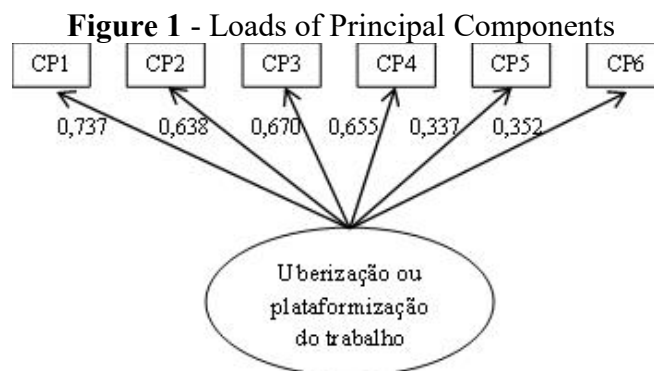 Figure 1 - Loads of Principal Components
CP1 CP2 CP3 CP4 CP5 CP6
0,737 0,638 0,670 0,655 0,337 0,352
Uberização ou
plataformização
do trabalho